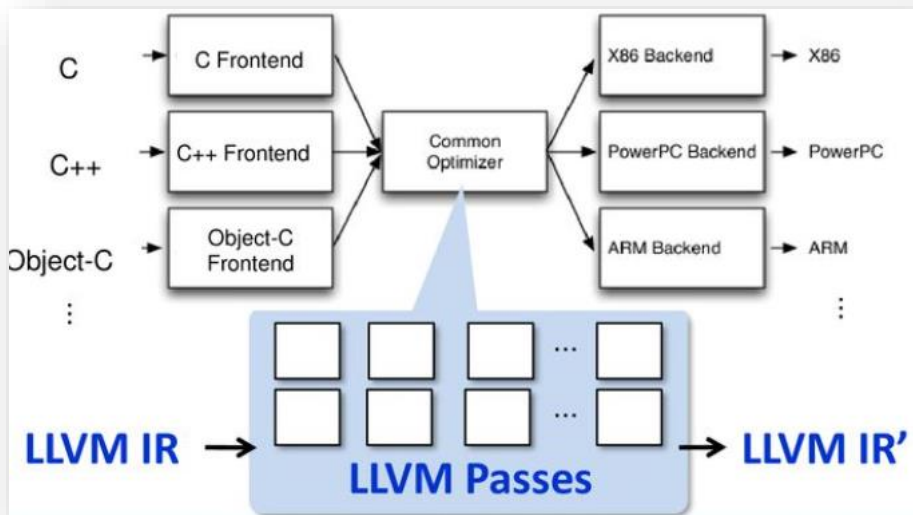 C
C Frontend
X86 Backend
X86
C++
C++ Frontend
Common
Optimizer
PowerPC Backend
PowerPC
Object-C
Object-C
Frontend
ARM Backend
ARM
⋮
⋮
...
...
LLVM IR
LLVM IR’
LLVM Passes